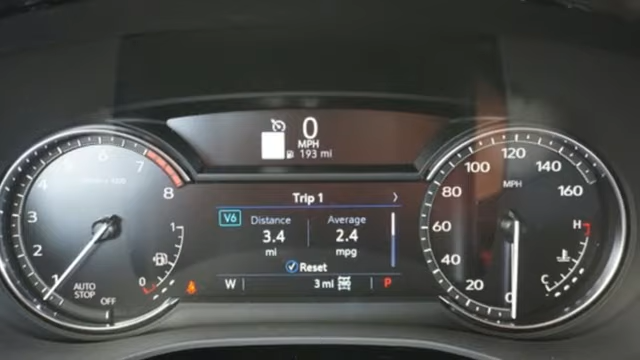 0
MPH
193 mi
Trip 1 >
V6 Distance Average
3.4 2.4
mi mpg
Reset
W 3 mi P
1 2 3 4 5 6 7 8
AUTO
STOP
OFF
1
0
0 20 40 60 80 100 120 140 160
MPH
H
C